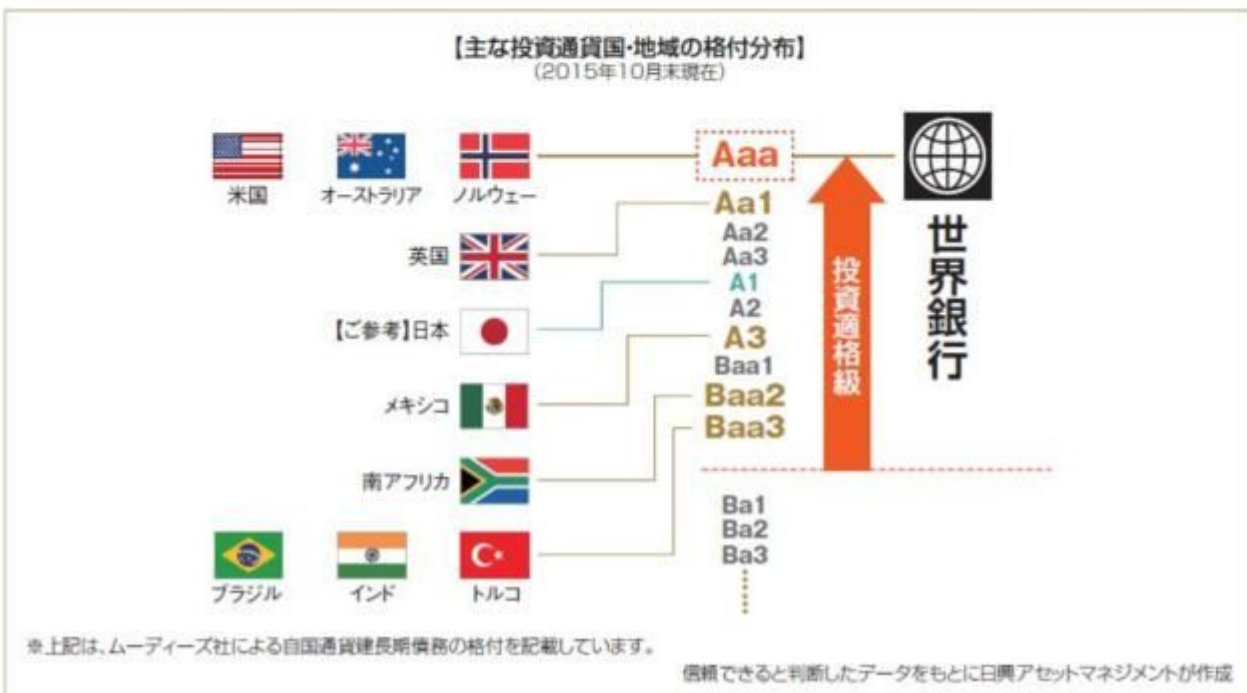 【主な投資通貨国・地域の格付分布】
(2015年10月末現在)
米国 オーストラリア ノルウェー
英国
【ご参考】日本
メキシコ
南アフリカ
ブラジル インド トルコ
Aaa
Aa1
Aa2
Aa3
A1
A2
A3
Baa1
Baa2
Baa3
Ba1
Ba2
Ba3
投資適格級
世界銀行
※上記は、ムーディーズ社による自国通貨建長期債務の格付を記載しています。
信頼できると判断したデータをもとに日興アセットマネジメントが作成